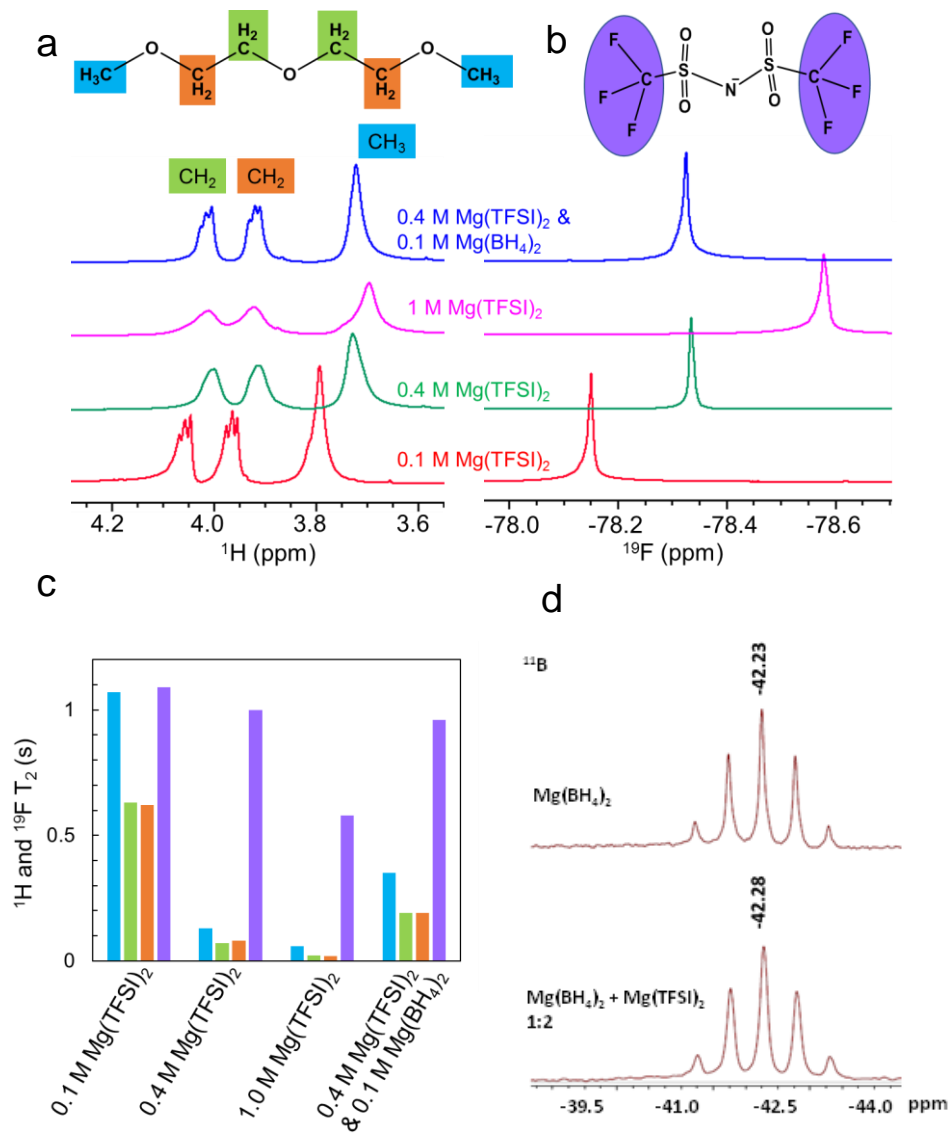 a
H₂
C
H₂
C
O
O
H₃C
C
H₂
O
C
H₂
CH₃
CH₂
CH₂
CH₃
b
F
F
F
C
O
S
O
N⁻
O
S
O
C
F
F
F
0.4 M Mg(TFSI)₂ &
0.1 M Mg(BH₄)₂
1 M Mg(TFSI)₂
0.4 M Mg(TFSI)₂
0.1 M Mg(TFSI)₂
4.2 4.0 3.8 3.6
¹H (ppm)
-78.0 -78.2 -78.4 -78.6
¹⁹F (ppm)
c
¹H and ¹⁹F T₂ (s)
1
0.5
0
0.1 M Mg(TFSI)₂
0.4 M Mg(TFSI)₂
1.0 M Mg(TFSI)₂
0.4 M Mg(TFSI)₂
& 0.1 M Mg(BH₄)₂
d
¹¹B
-42.23
Mg(BH₄)₂
-42.28
Mg(BH₄)₂ + Mg(TFSI)₂
1:2
-39.5 -41.0 -42.5 -44.0 ppm